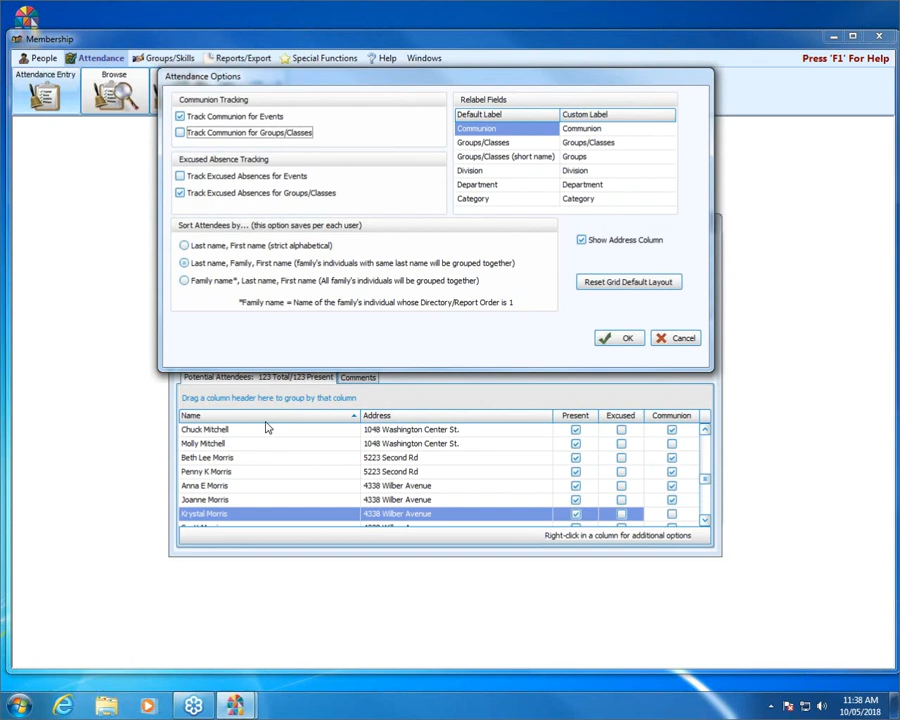 Membership
People Attendance Groups/Skills Reports/Export Special Functions Help Windows Press 'F1' For Help
Attendance Entry Browse
Attendance Options
Communion Tracking
Track Communion for Events
Track Communion for Groups/Classes
Excused Absence Tracking
Track Excused Absences for Events
Track Excused Absences for Groups/Classes
Relabel Fields
Default Label Custom Label
Communion Communion
Groups/Classes Groups/Classes
Groups/Classes (short name) Groups
Division Division
Department Department
Category Category
Sort Attendees by... (this option saves per each user)
Last name, First name (strict alphabetical)
Last name, Family, First name (family's individuals with same last name will be grouped together)
Family name*, Last name, First name (All family's individuals will be grouped together)
*Family name = Name of the family's individual whose Directory/Report Order is 1
Show Address Column
Reset Grid Default Layout
OK Cancel
Potential Attendees: 123 Total/123 Present Comments
Drag a column header here to group by that column
Name Address Present Excused Communion
Chuck Mitchell 1048 Washington Center St.
Molly Mitchell 1048 Washington Center St.
Beth Lee Morris 5223 Second Rd
Penny K Morris 5223 Second Rd
Anna E Morris 4338 Wilber Avenue
Joanne Morris 4338 Wilber Avenue
Krystal Morris 4338 Wilber Avenue
Right-click in a column for additional options
11:38 AM
10/05/2018